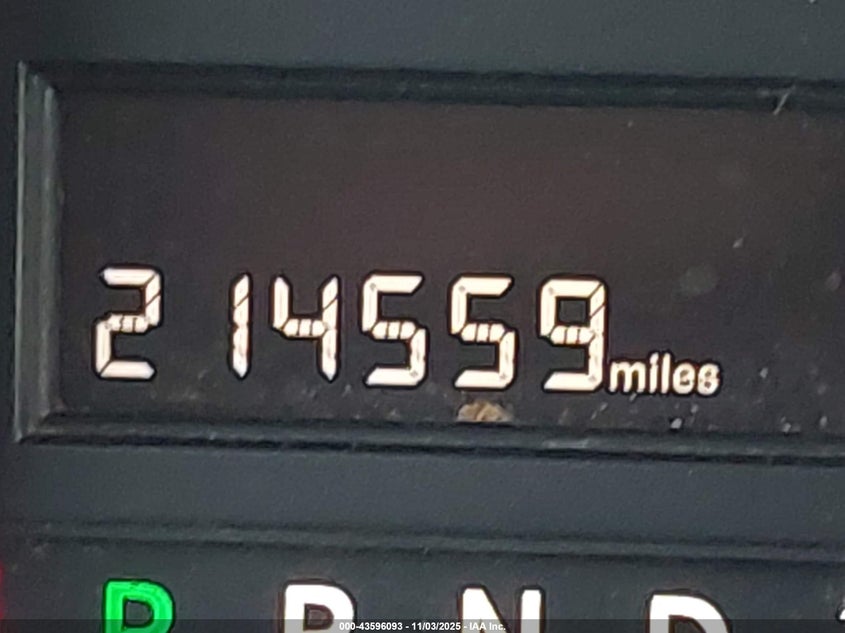 214559 miles
P R N D
000-43596093 - 11/03/2025 - IAA Inc.